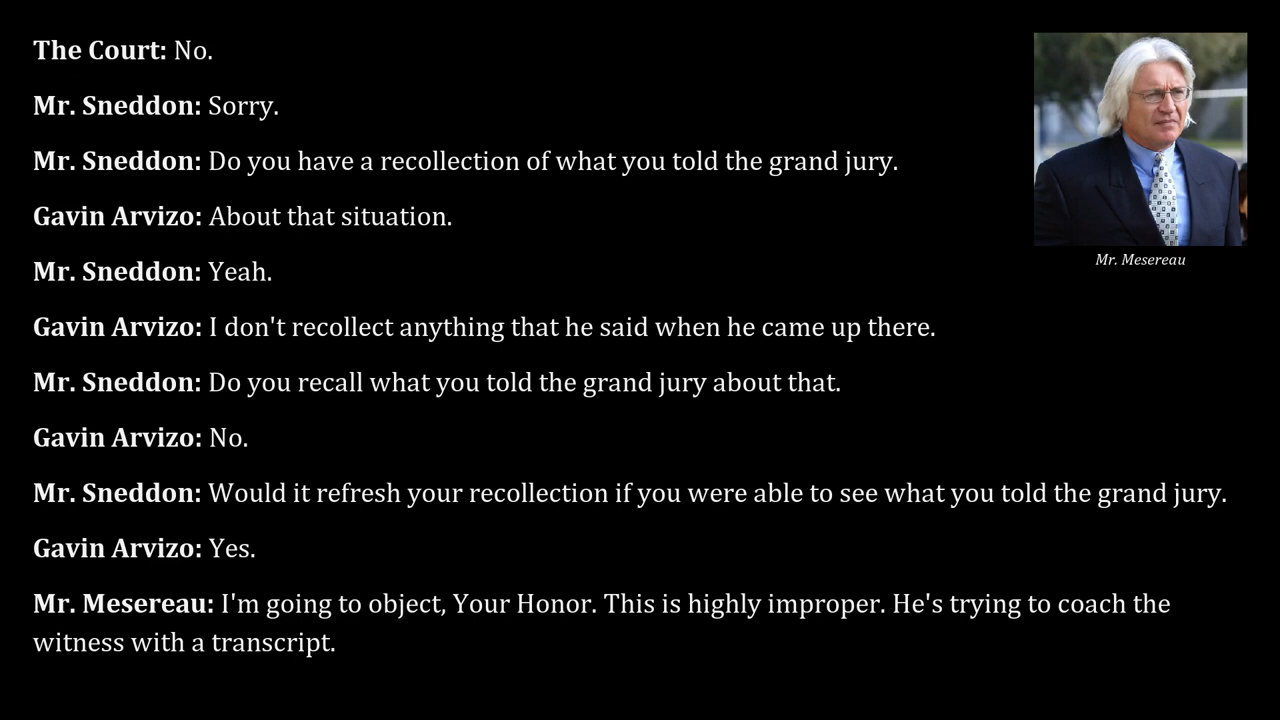 The Court: No.
Mr. Sneddon: Sorry.
Mr. Sneddon: Do you have a recollection of what you told the grand jury.
Gavin Arvizo: About that situation.
Mr. Sneddon: Yeah.
Gavin Arvizo: I don't recollect anything that he said when he came up there.
Mr. Sneddon: Do you recall what you told the grand jury about that.
Gavin Arvizo: No.
Mr. Sneddon: Would it refresh your recollection if you were able to see what you told the grand jury.
Gavin Arvizo: Yes.
Mr. Mesereau: I'm going to object, Your Honor. This is highly improper. He's trying to coach the
witness with a transcript.
Mr. Mesereau